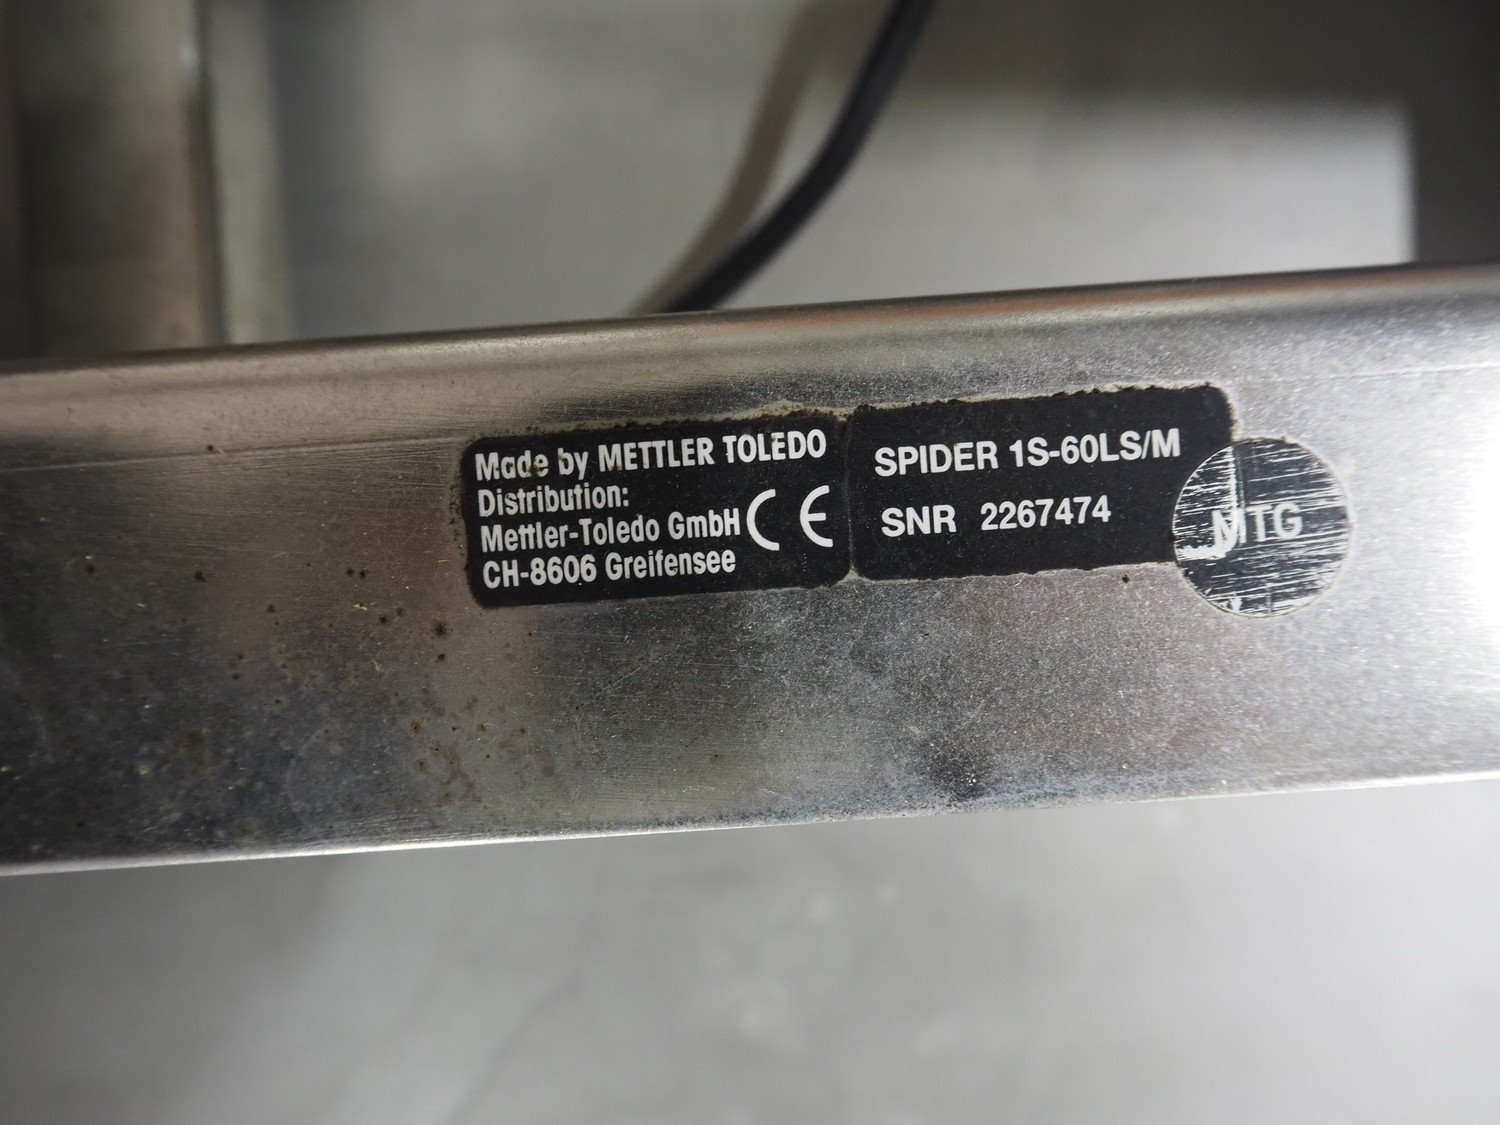 Made by METTLER TOLEDO
Distribution:
Mettler-Toledo GmbH CE
CH-8606 Greifensee
SPIDER 1S-60LS/M
SNR 2267474
MTG